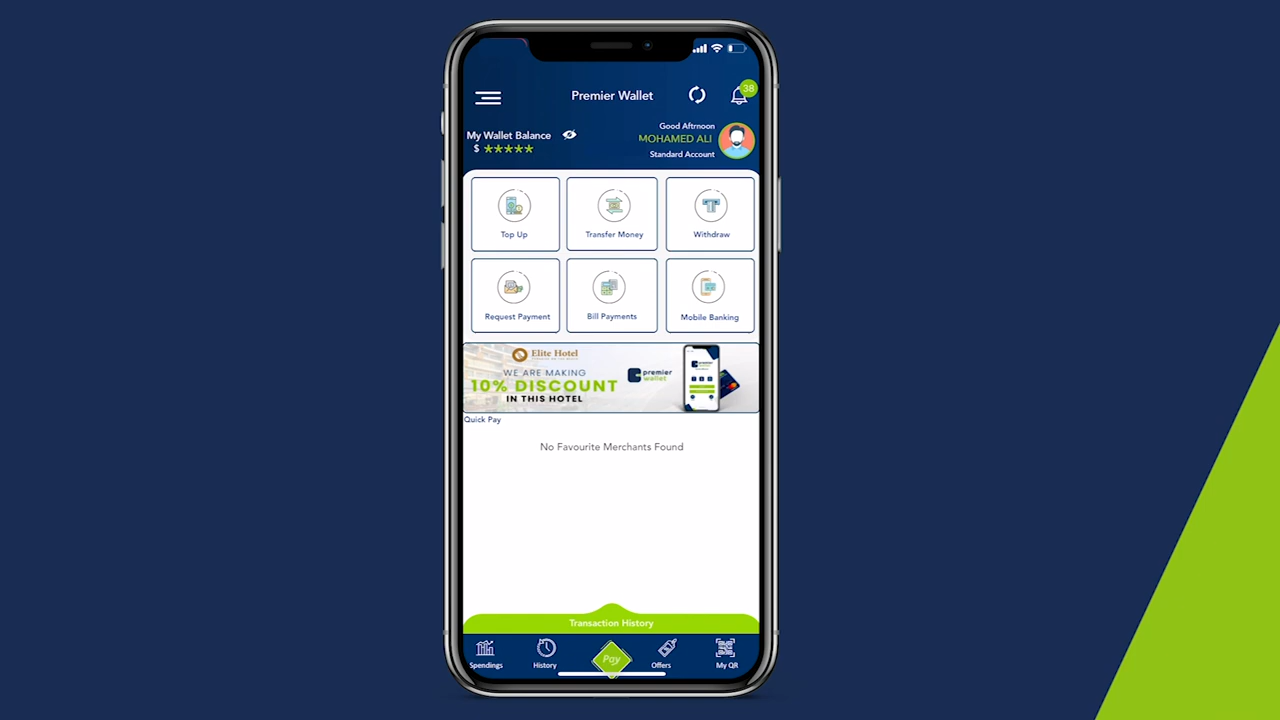 Premier Wallet
38
My Wallet Balance
$ *****
Good Aftrnoon
MOHAMED ALI
Standard Account
Top Up
Transfer Money
Withdraw
Request Payment
Bill Payments
Mobile Banking
Elite Hotel
WE ARE MAKING
10% DISCOUNT
IN THIS HOTEL
premier
wallet
Quick Pay
No Favourite Merchants Found
Transaction History
Spendings
History
Pay
Offers
My QR